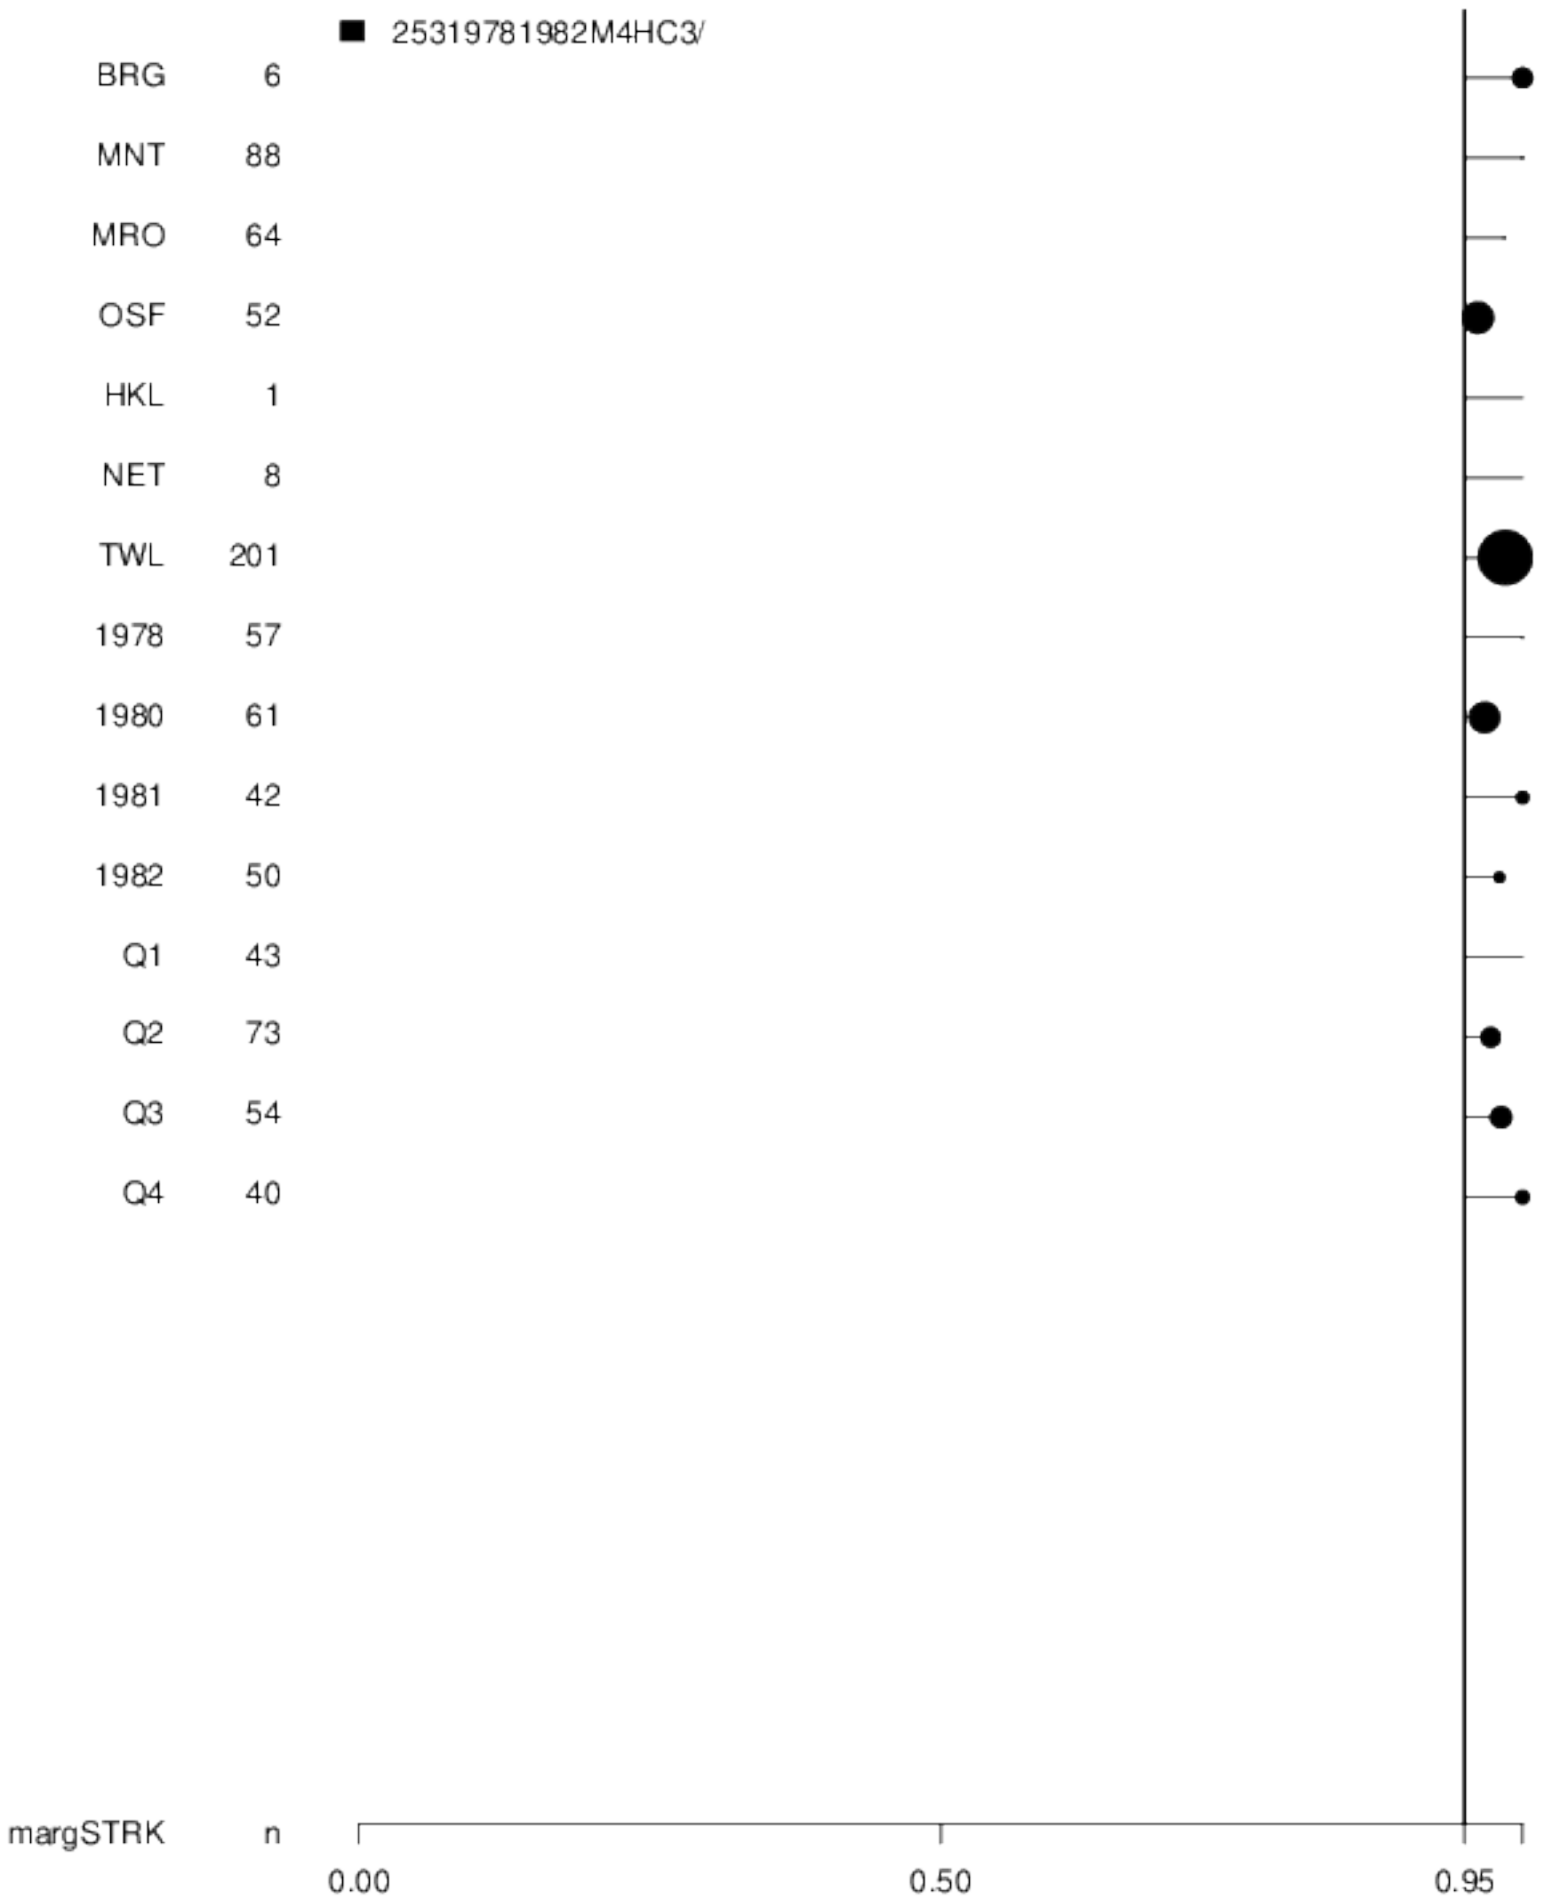 25319781982M4HC3/
BRG 6
MNT 88
MRO 64
OSF 52
HKL 1
NET 8
TWL 201
1978 57
1980 61
1981 42
1982 50
Q1 43
Q2 73
Q3 54
Q4 40
margSTRK n
0.00 0.50 0.95